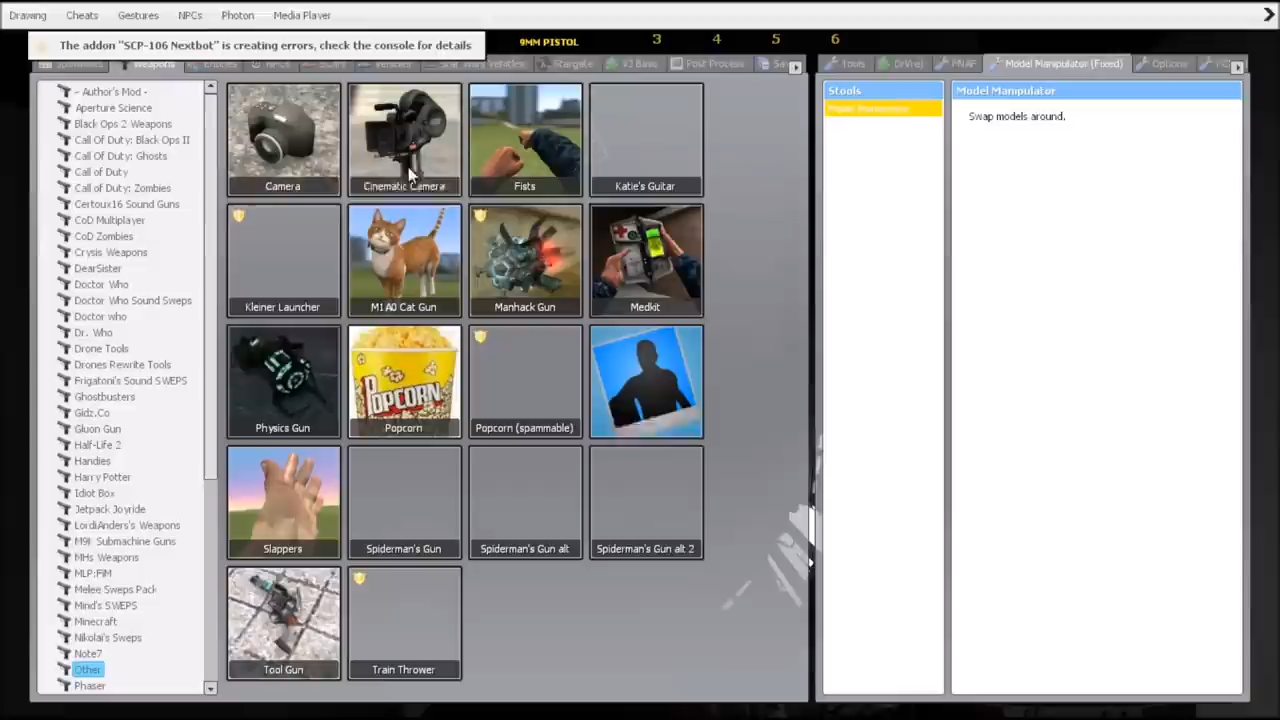 Drawing Cheats Gestures NPCs Photon Media Player
The addon "SCP-106 Nextbot" is creating errors, check the console for details
9MM PISTOL 3 4 5 6
Weapons
Stargate
Post Process
Tools
PNAF
Model Manipulator (Fixed)
Options
- Author's Mod -
Aperture Science
Black Ops 2 Weapons
Call Of Duty: Black Ops II
Call Of Duty: Ghosts
Call of Duty
Call of Duty: Zombies
Certoux16 Sound Guns
CoD Multiplayer
CoD Zombies
Crysis Weapons
DearSister
Doctor Who
Doctor Who Sound Sweps
Doctor who
Dr. Who
Drone Tools
Drones Rewrite Tools
Frigatoni's Sound SWEPS
Ghostbusters
Gidz.Co
Gluon Gun
Half-Life 2
Handies
Harry Potter
Idiot Box
Jetpack Joyride
LordiAnders's Weapons
M9K Submachine Guns
MHs Weapons
MLP:FiM
Melee Sweps Pack
Mind's SWEPS
Minecraft
Nikolai's Sweps
Note7
Other
Phaser
Camera
Cinematic Camera
Fists
Katie's Guitar
Kleiner Launcher
M1A0 Cat Gun
Manhack Gun
Medkit
Physics Gun
POPCORN
Popcorn
Popcorn (spammable)
Slappers
Spiderman's Gun
Spiderman's Gun alt
Spiderman's Gun alt 2
Tool Gun
Train Thrower
Stools
Model Manipulator
Model Manipulator
Swap models around.